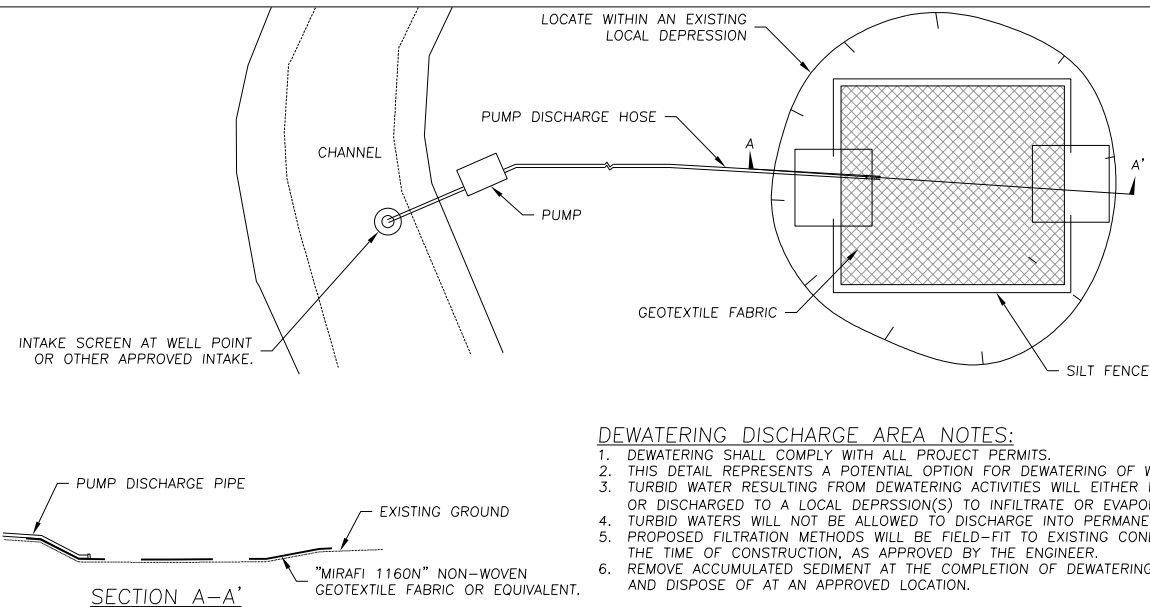 LOCATE WITHIN AN EXISTING
LOCAL DEPRESSION
PUMP DISCHARGE HOSE
A
A'
CHANNEL
PUMP
GEOTEXTILE FABRIC
INTAKE SCREEN AT WELL POINT
OR OTHER APPROVED INTAKE.
SILT FENCE
PUMP DISCHARGE PIPE
EXISTING GROUND
"MIRAFI 1160N" NON-WOVEN
GEOTEXTILE FABRIC OR EQUIVALENT.
SECTION A-A'
DEWATERING DISCHARGE AREA NOTES:
1. DEWATERING SHALL COMPLY WITH ALL PROJECT PERMITS.
2. THIS DETAIL REPRESENTS A POTENTIAL OPTION FOR DEWATERING OF
3. TURBID WATER RESULTING FROM DEWATERING ACTIVITIES WILL EITHER
OR DISCHARGED TO A LOCAL DEPRSSION(S) TO INFILTRATE OR
4. TURBID WATERS WILL NOT BE ALLOWED TO DISCHARGE INTO
5. PROPOSED FILTRATION METHODS WILL BE FIELD-FIT TO EXISTING
THE TIME OF CONSTRUCTION, AS APPROVED BY THE ENGINEER.
6. REMOVE ACCUMULATED SEDIMENT AT THE COMPLETION OF DEWATERING
AND DISPOSE OF AT AN APPROVED LOCATION.